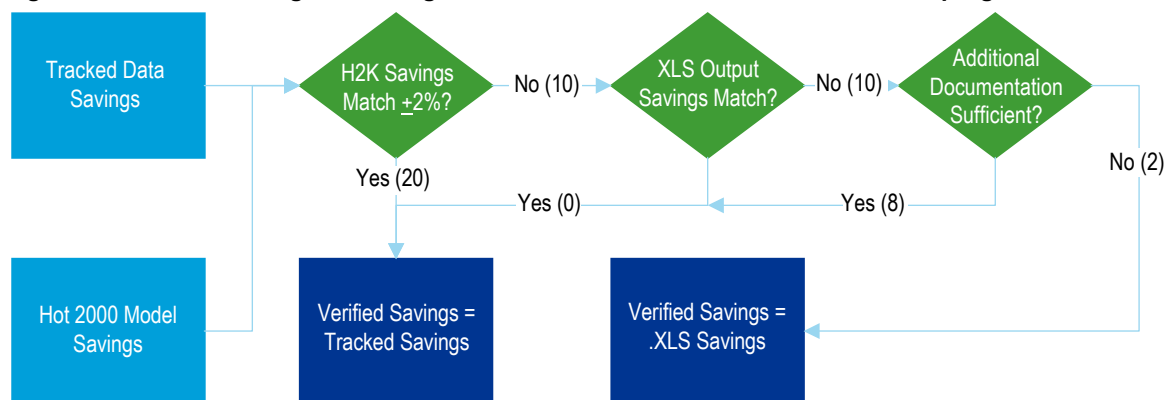 Tracked Data
Savings
H2K Savings
Match +2%?
No (10)
XLS Output
Savings Match?
No (10)
Additional
Documentation
Sufficient?
No (2)
Yes (20)
Yes (0)
Yes (8)
Hot 2000 Model
Savings
Verified Savings =
Tracked Savings
Verified Savings =
.XLS Savings